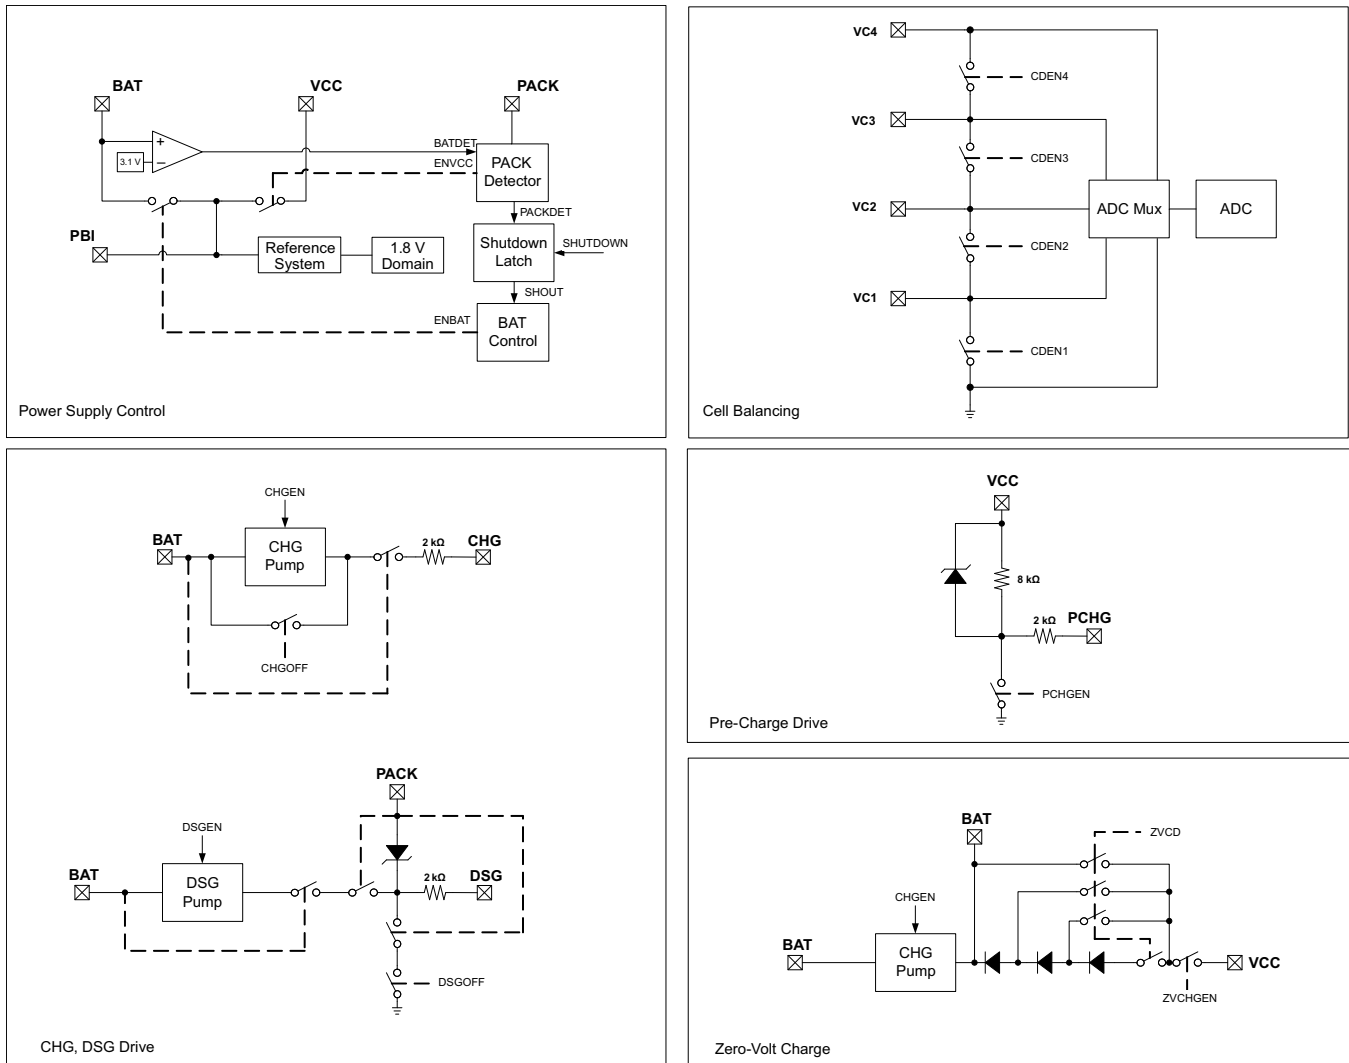 BAT
VCC
PACK
3.1 V
+
−
BATDET
ENVCC
PACK
Detector
PACKDET
PBI
Reference
System
1.8 V
Domain
Shutdown
Latch
SHUTDOWN
SHOUT
ENBAT
BAT
Control
Power Supply Control
VC4
CDEN4
VC3
CDEN3
VC2
ADC Mux
ADC
CDEN2
VC1
CDEN1
Cell Balancing
CHGEN
BAT
CHG
Pump
2 kΩ
CHG
CHGOFF
PACK
DSGEN
BAT
DSG
Pump
2 kΩ
DSG
DSGOFF
CHG, DSG Drive
VCC
8 kΩ
2 kΩ
PCHG
PCHGEN
Pre-Charge Drive
BAT
ZVCD
CHGEN
BAT
CHG
Pump
VCC
ZVCHGEN
Zero-Volt Charge